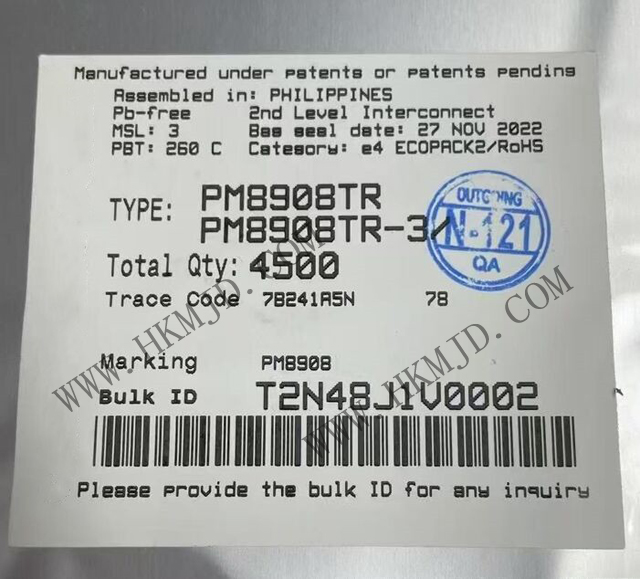 Manufactured under patents or patents pending
Assembled in: PHILIPPINES
Pb-free 2nd Level Interconnect
MSL: 3 Bag seal date: 27 NOV 2022
PBT: 260 C Category: e4 ECOPACK2/RoHS
TYPE: PM8908TR
PM8908TR-3/
OUTGOING
N-121
QA
Total Qty: 4500
Trace Code 78241A5N 78
Marking PM8908
Bulk ID T2N48J1V0002
Please provide the bulk ID for any inquiry
WWW.HKMJD.COM
WWW.HKMJD.COM